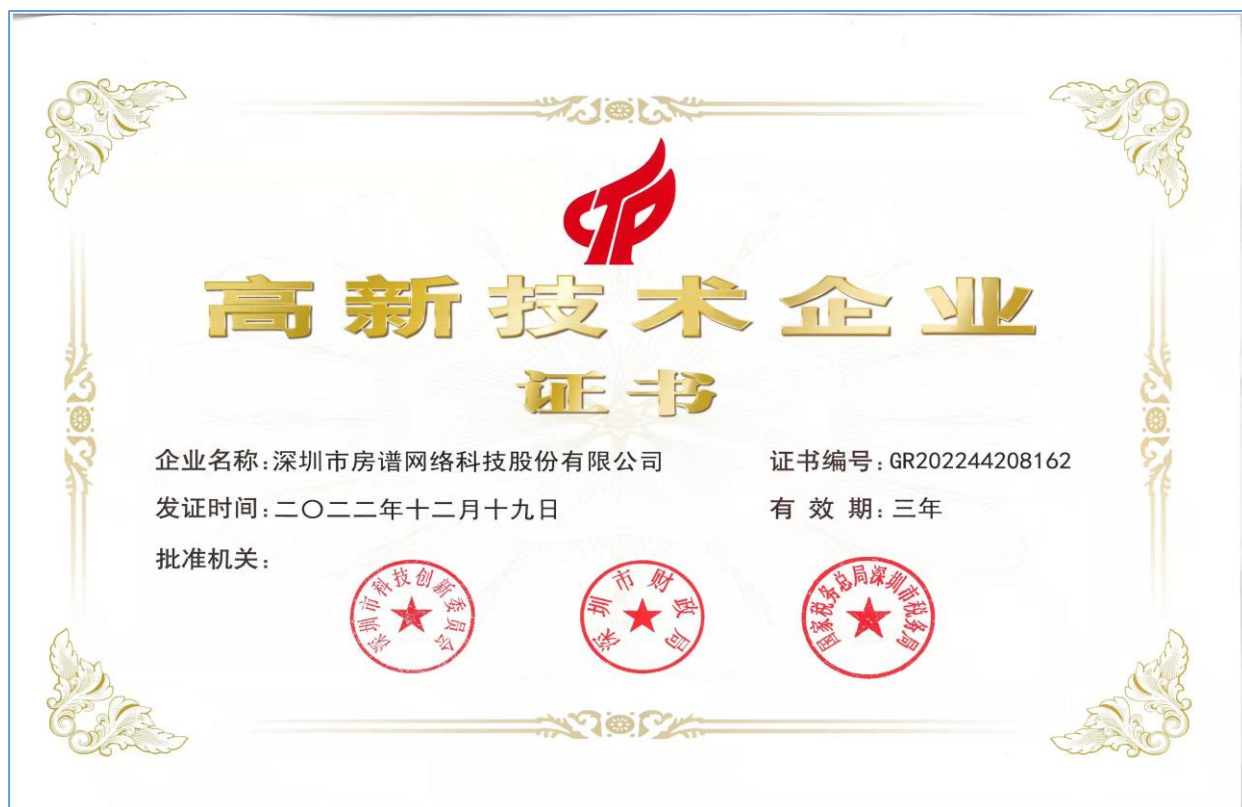 高新技术企业
证书
企业名称:深圳市房谱网络科技股份有限公司
证书编号:GR202244208162
发证时间:二〇二二年十二月十九日
有 效 期:三年
批准机关:
深圳市科技创新委员会
深圳市财政局
国家税务总局深圳市税务局